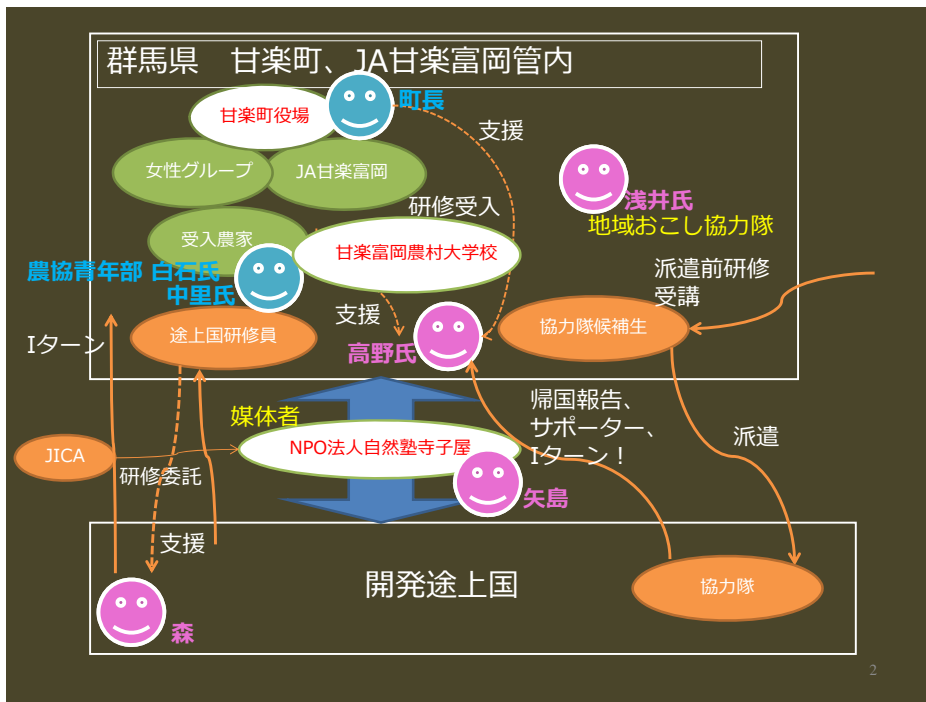 群馬県　甘楽町、JA甘楽富岡管内
甘楽町役場
町長
支援
女性グループ
JA甘楽富岡
浅井氏
地域おこし協力隊
研修受入
受入農家
甘楽富岡農村大学校
農協青年部 白石氏
中里氏
派遣前研修
受講
支援
協力隊候補生
途上国研修員
高野氏
Iターン
媒体者
帰国報告、
サポーター、
Iターン！
派遣
NPO法人自然塾寺子屋
JICA
研修委託
矢島
支援
開発途上国
協力隊
森
2